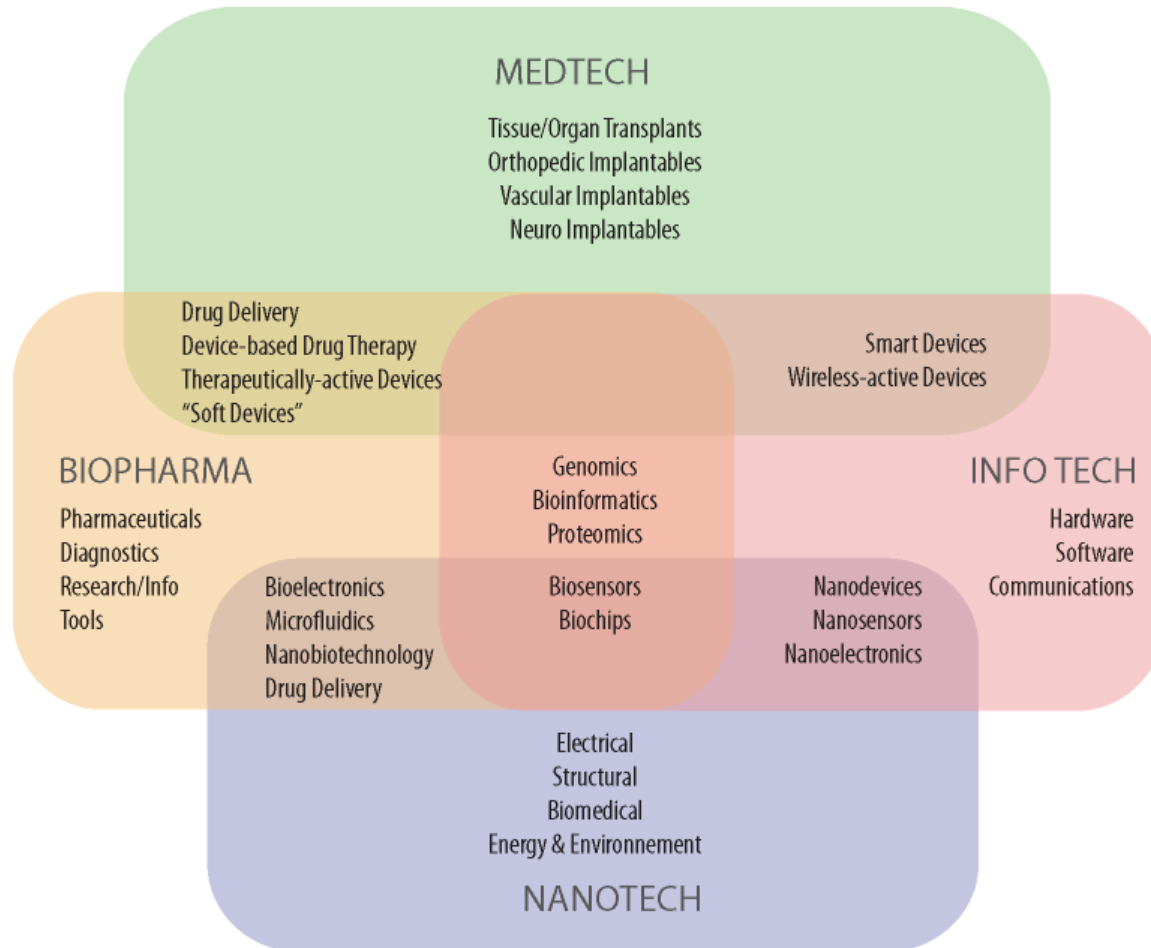 MEDTECH
Tissue/Organ Transplants
Orthopedic Implantables
Vascular Implantables
Neuro Implantables
Drug Delivery
Device-based Drug Therapy
Therapeutically-active Devices
“Soft Devices”
Smart Devices
Wireless-active Devices
BIOPHARMA
Pharmaceuticals
Diagnostics
Research/Info
Tools
Genomics
Bioinformatics
Proteomics
INFO TECH
Hardware
Software
Communications
Bioelectronics
Microfluidics
Nanobiotechnology
Drug Delivery
Biosensors
Biochips
Nanodevices
Nanosensors
Nanoelectronics
Electrical
Structural
Biomedical
Energy & Environnement
NANOTECH